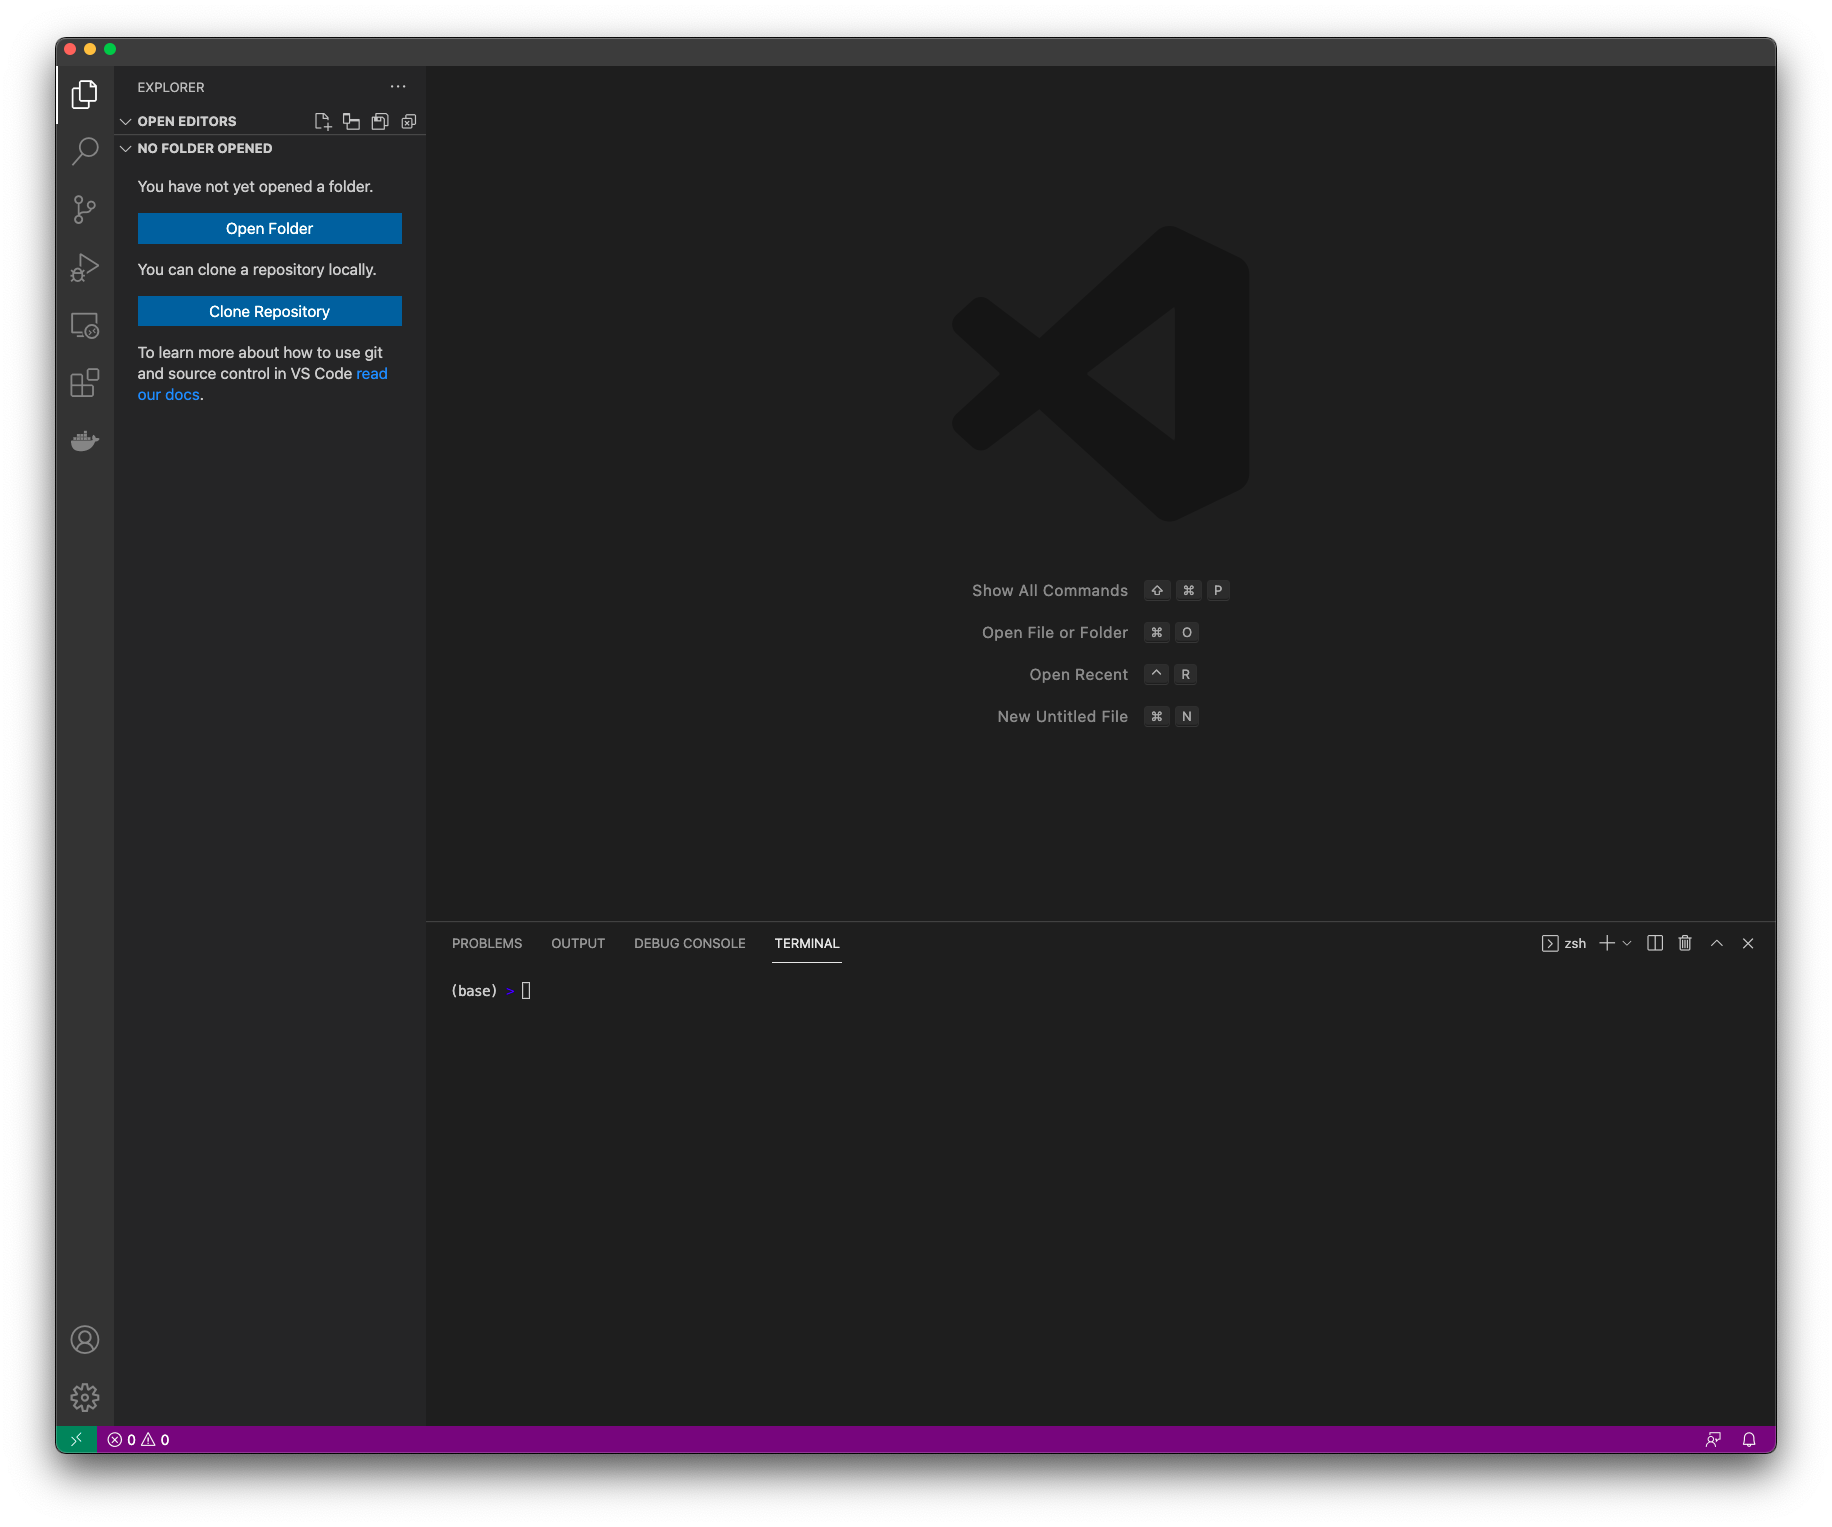 EXPLORER
OPEN EDITORS
NO FOLDER OPENED
You have not yet opened a folder.
Open Folder
You can clone a repository locally.
Clone Repository
To learn more about how to use git
and source control in VS Code read
our docs.
Show All Commands ⇧ ⌘ P
Open File or Folder ⌘ O
Open Recent ^ R
New Untitled File ⌘ N
PROBLEMS OUTPUT DEBUG CONSOLE TERMINAL zsh
(base) >
0 0